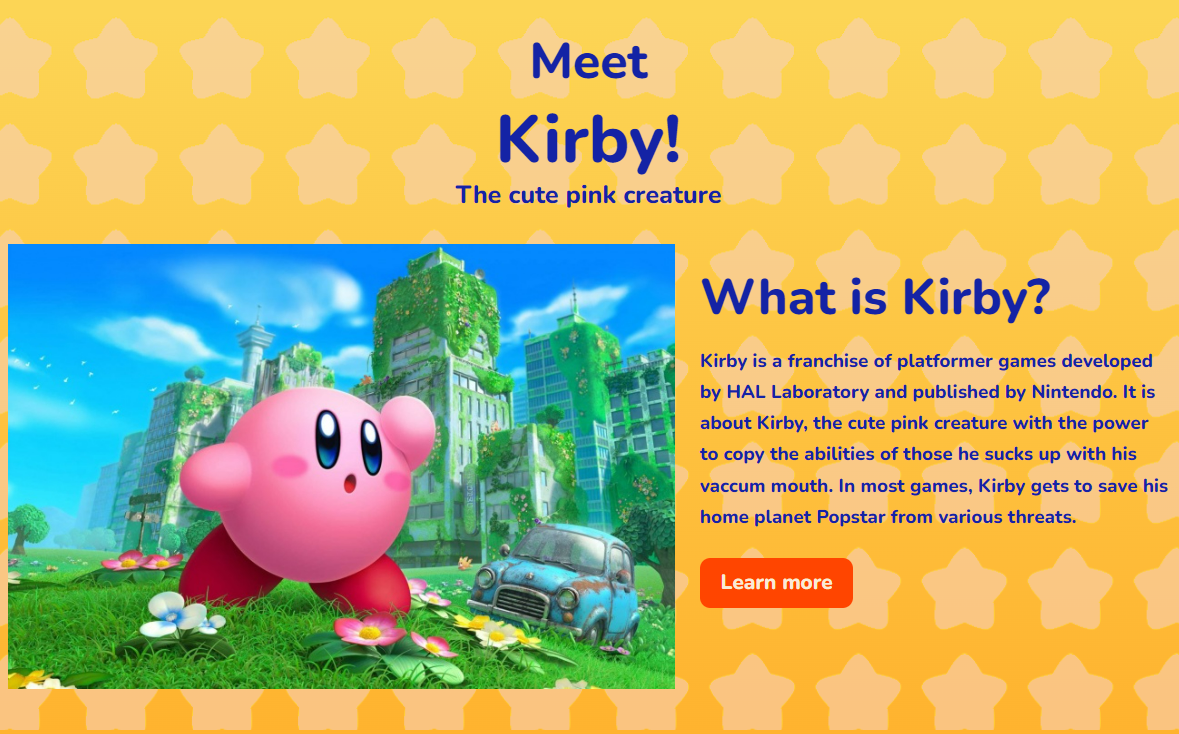 Meet
Kirby!
The cute pink creature
What is Kirby?
Kirby is a franchise of platformer games developed
by HAL Laboratory and published by Nintendo. It is
about Kirby, the cute pink creature with the power
to copy the abilities of those he sucks up with his
vaccum mouth. In most games, Kirby gets to save his
home planet Popstar from various threats.
Learn more